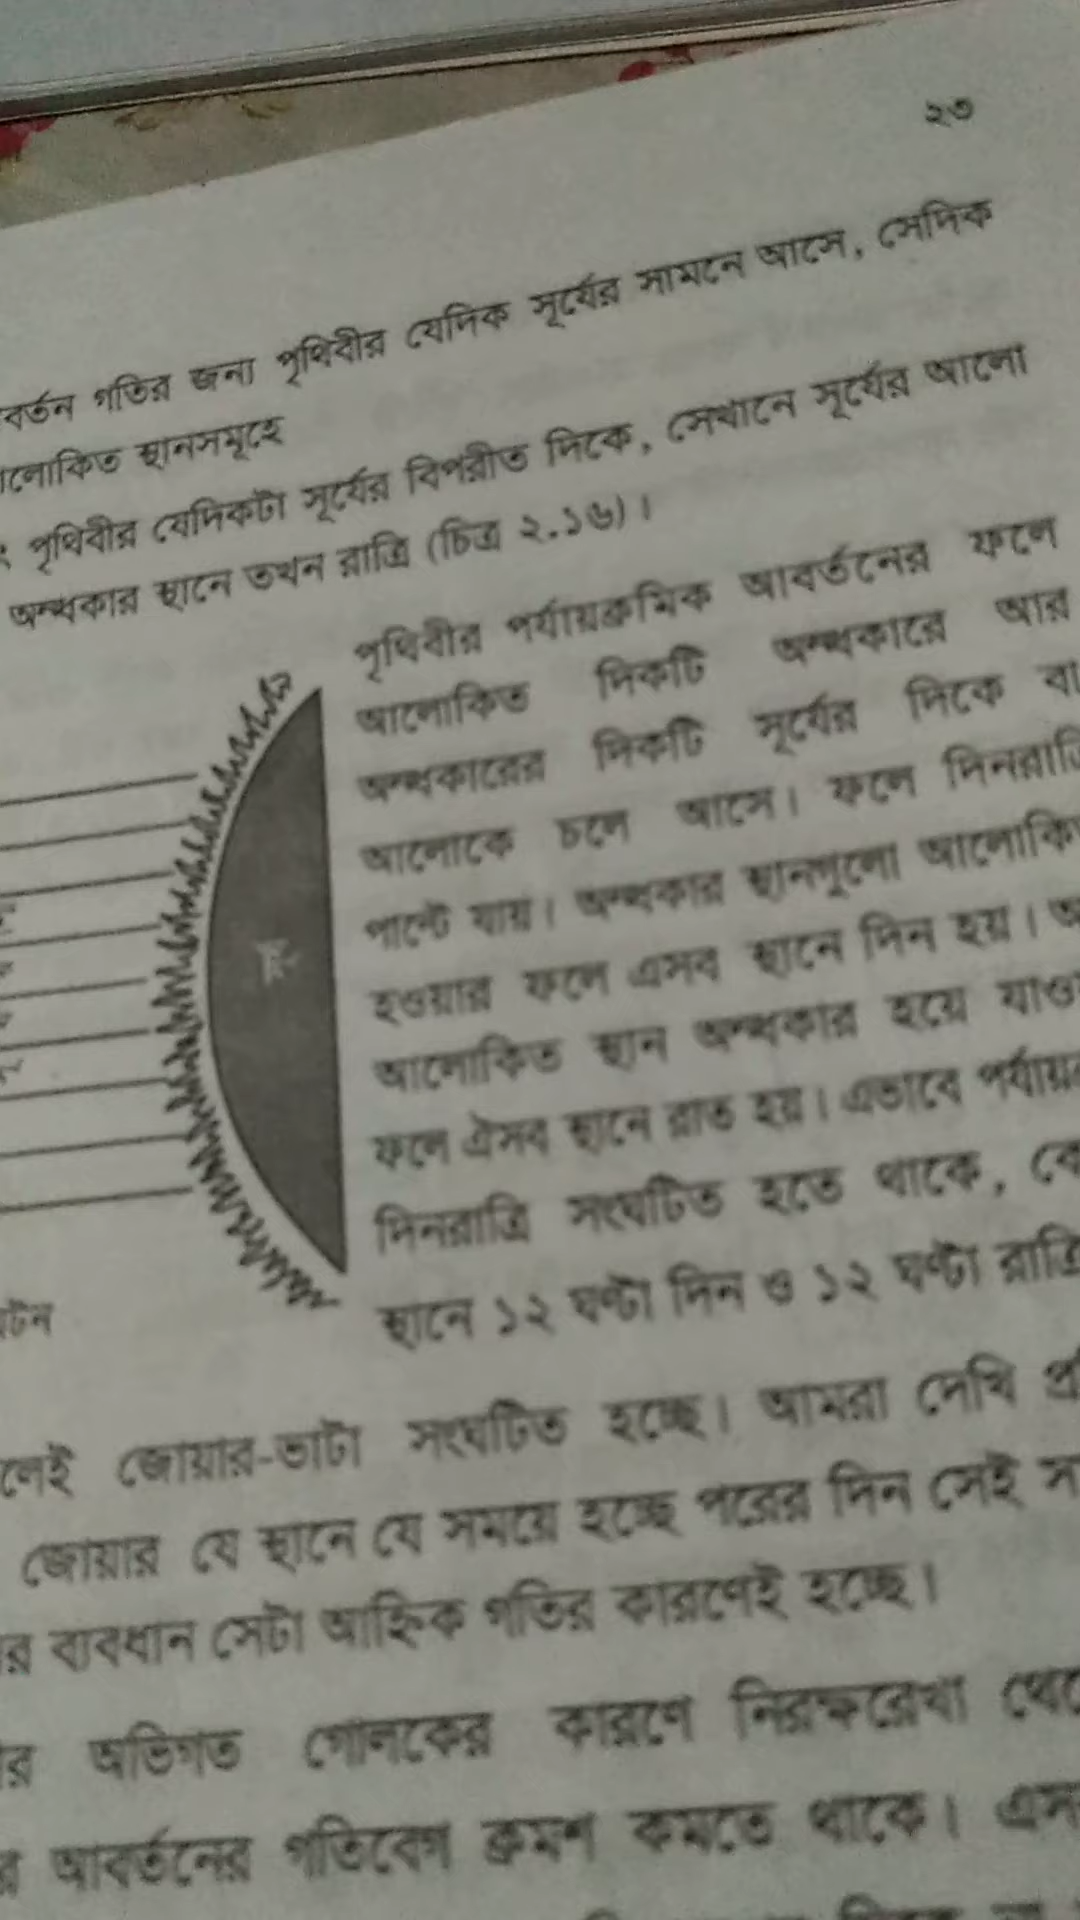 ২৩
বর্তন গতির জন্য পৃথিবীর যেদিক সূর্যের সামনে আসে, সেদিক
লোকিত স্থানসমূহে
পৃথিবীর যেদিকটা সূর্যের বিপরীত দিকে, সেখানে সূর্যের আলো
অন্ধকার স্থানে তখন রাত্রি (চিত্র ২.১৬)।
পৃথিবীর পর্যায়ক্রমিক আবর্তনের ফলে
আলোকিত দিকটি অন্ধকারে আর
অন্ধকারের দিকটি সূর্যের দিকে বা
আলোকে চলে আসে। ফলে দিনরাত্রি
পাল্টে যায়। অন্ধকার স্থানগুলো আলোকি
হওয়ার ফলে এসব স্থানে দিন হয়। অ
আলোকিত স্থান অন্ধকার হয়ে যাওয়
ফলে ঐসব স্থানে রাত হয়। এভাবে পর্যায়
দিনরাত্রি সংঘটিত হতে থাকে, কো
স্থানে ১২ ঘণ্টা দিন ও ১২ ঘণ্টা রাত্রি
টন
লেই জোয়ার-ভাটা সংঘটিত হচ্ছে। আমরা দেখি প্র
জোয়ার যে স্থানে যে সময়ে হচ্ছে পরের দিন সেই স
র ব্যবধান সেটা আহ্নিক গতির কারণেই হচ্ছে।
র অভিগত গোলকের কারণে নিরক্ষরেখা থে
র আবর্তনের গতিবেগ ক্রমশ কমতে থাকে। এস